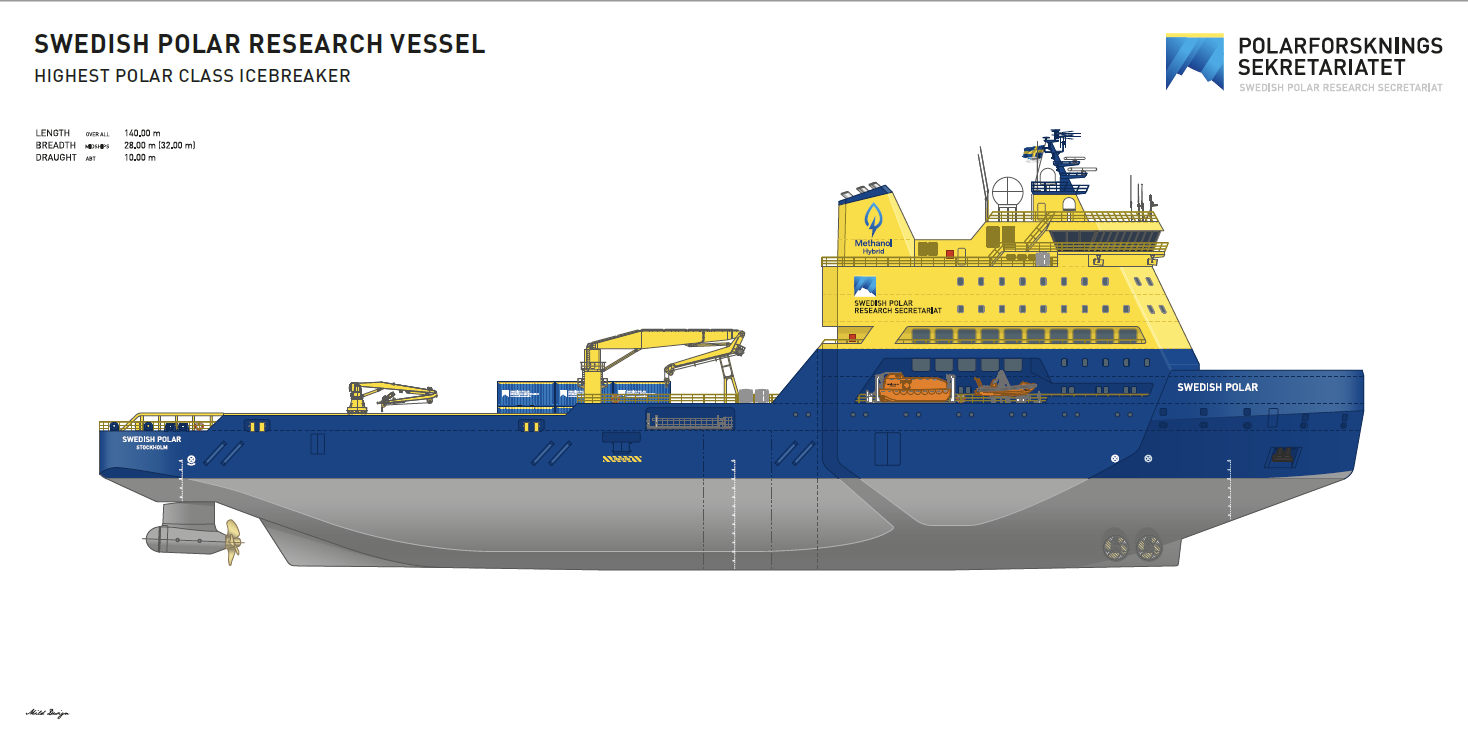 SWEDISH POLAR RESEARCH VESSEL
HIGHEST POLAR CLASS ICEBREAKER
POLARFORSKNINGS
SEKRETARIATET
SWEDISH POLAR RESEARCH SECRETARIAT
LENGTH OVER ALL 140.00 m
BREADTH MIDSHIPS 28.00 m (32.00 m)
DRAUGHT ABT 10.00 m
Methanol
Hybrid
SWEDISH POLAR
RESEARCH SECRETARIAT
SWEDISH POLAR
SWEDISH POLAR
STOCKHOLM
Mild Design